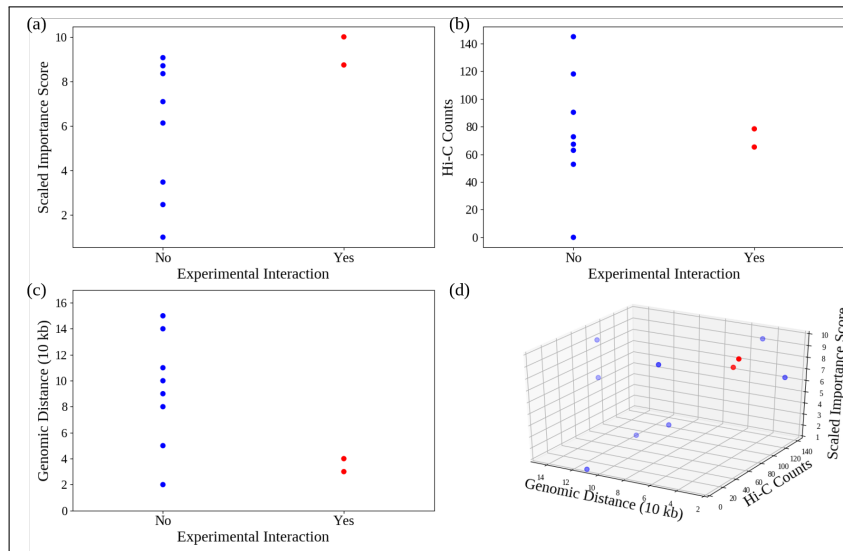 (a)
10
8
6
4
2
Scaled Importance Score
No
Yes
Experimental Interaction
(b)
140
120
100
80
60
40
20
0
Hi-C Counts
No
Yes
Experimental Interaction
(c)
16
14
12
10
8
6
4
2
0
Genomic Distance (10 kb)
No
Yes
Experimental Interaction
(d)
10
9
8
7
6
5
4
3
2
1
Scaled Importance Score
140
120
100
80
60
40
20
0
Hi-C Counts
14
12
10
8
6
4
2
Genomic Distance (10 kb)